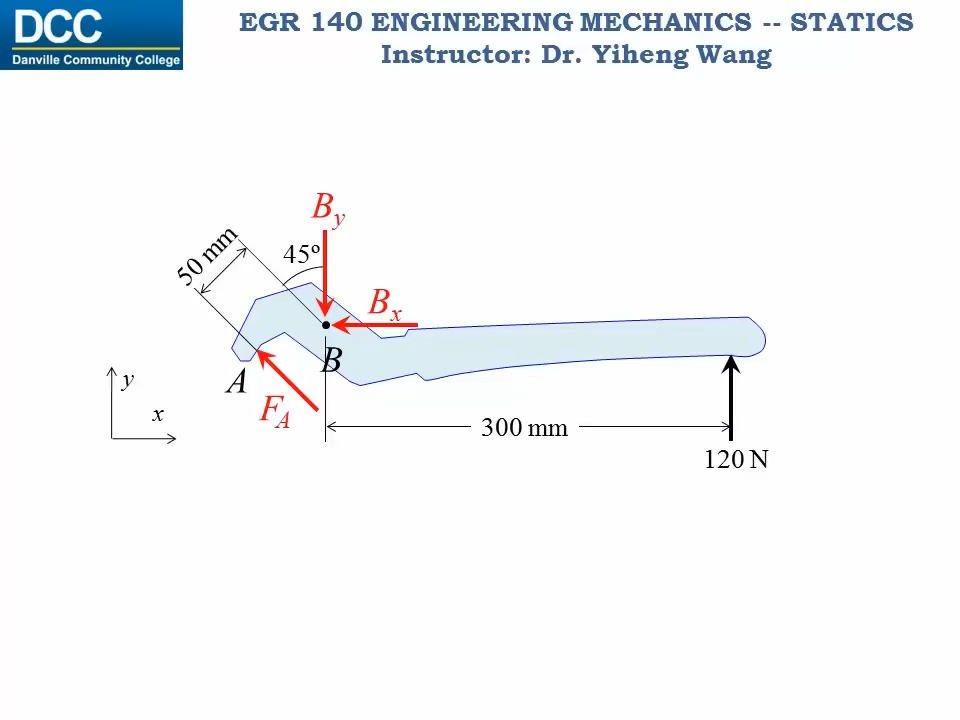 DCC
Danville Community College
EGR 140 ENGINEERING MECHANICS -- STATICS
Instructor: Dr. Yiheng Wang
By
50 mm
45º
Bx
B
A
FA
y
x
300 mm
120 N